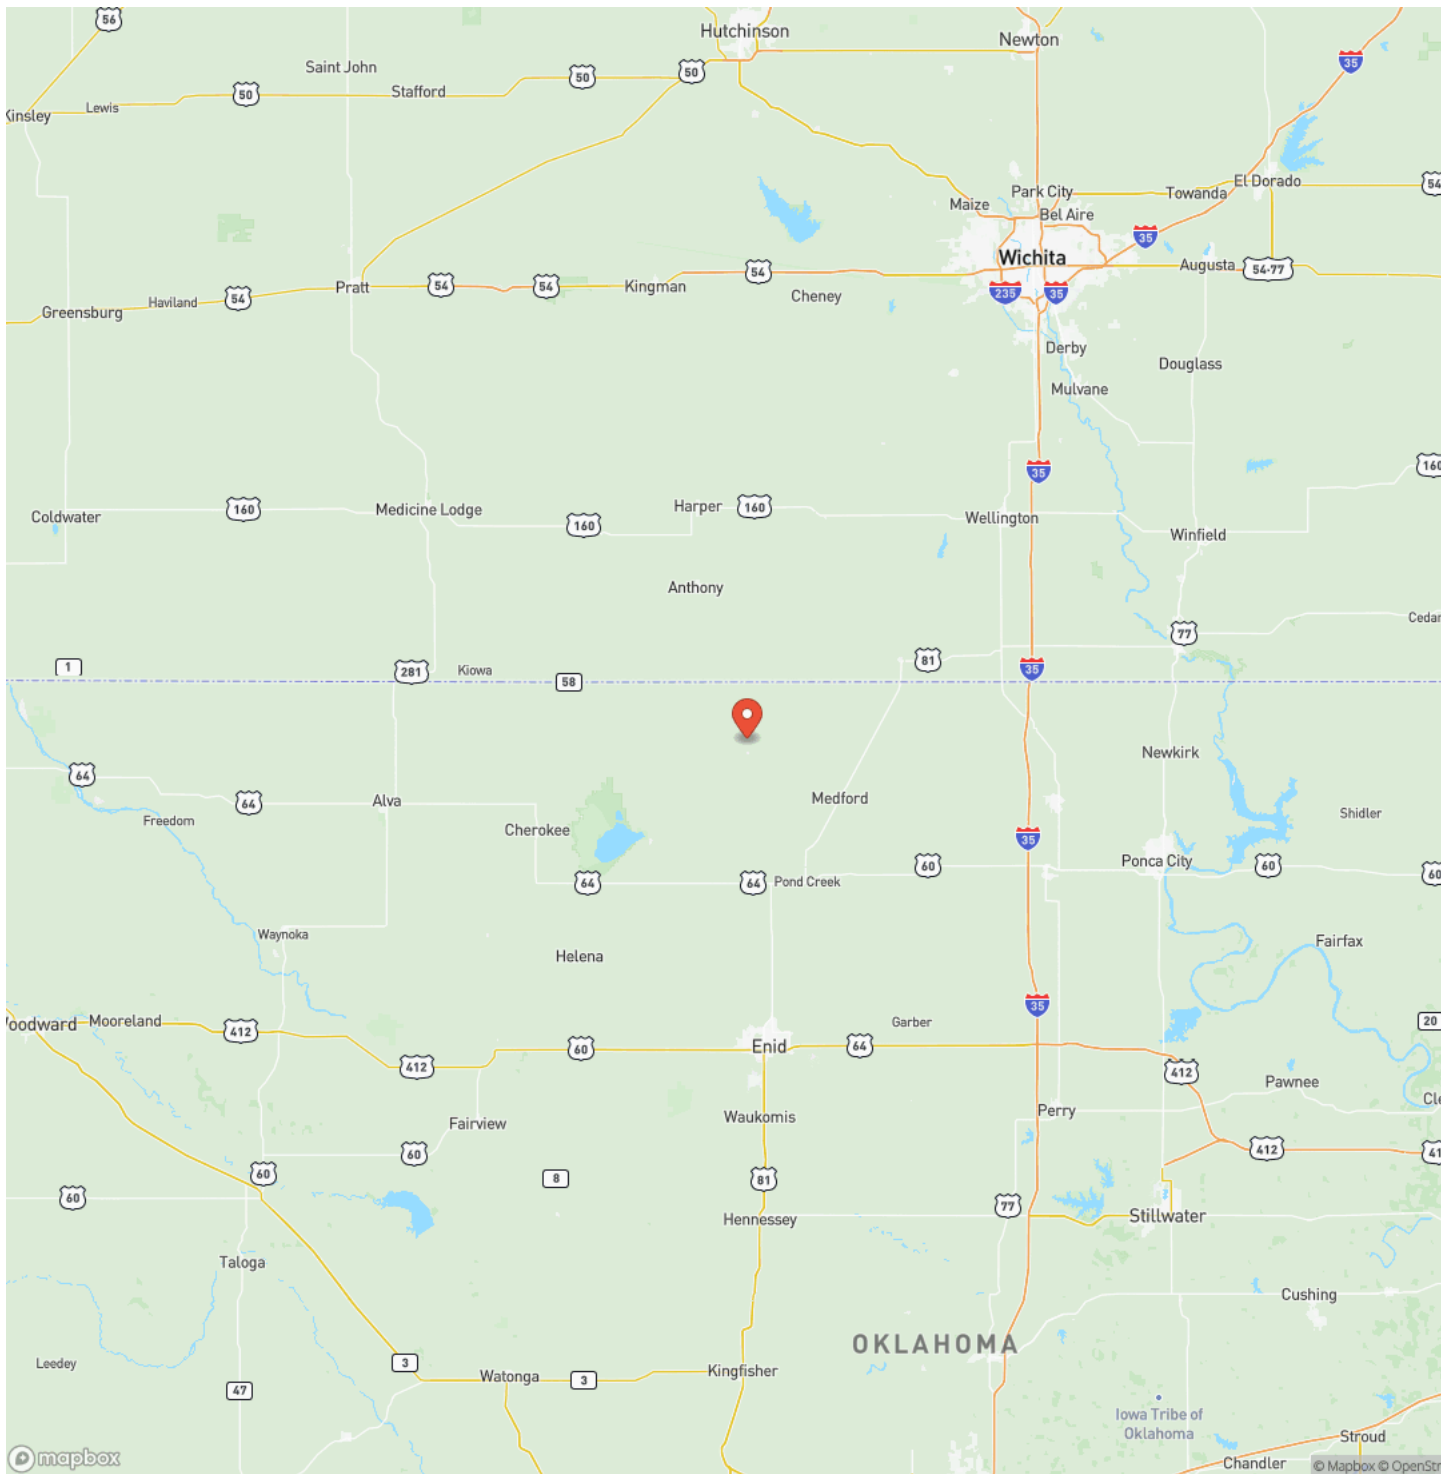 56
Hutchinson
Newton
Saint John
50
50
50
35
Lewis
Stafford
Kinsley
54
El Dorado
Park City
Towanda
Maize
Bel Aire
35
Wichita
Augusta
54-77
54
Pratt
54
54
Kingman
Cheney
235
35
Haviland
54
Greensburg
Derby
Douglass
Mulvane
160
35
Coldwater
160
Medicine Lodge
160
Harper
160
Wellington
Winfield
Anthony
Cedar
77
1
281
Kiowa
58
81
35
64
Newkirk
64
Alva
Medford
Freedom
Cherokee
35
Shidler
Ponca City
60
60
60
64
64
Pond Creek
Waynoka
Helena
Fairfax
35
Woodward
Mooreland
412
Garber
20
412
60
Enid
64
412
Pawnee
Cle
Fairview
Waukomis
Perry
60
60
8
81
412
41
60
77
Hennessey
Stillwater
Taloga
Cushing
OKLAHOMA
Leedey
3
Watonga
3
Kingfisher
47
Iowa Tribe of
Oklahoma
Stroud
Chandler
mapbox
© Mapbox © OpenStr